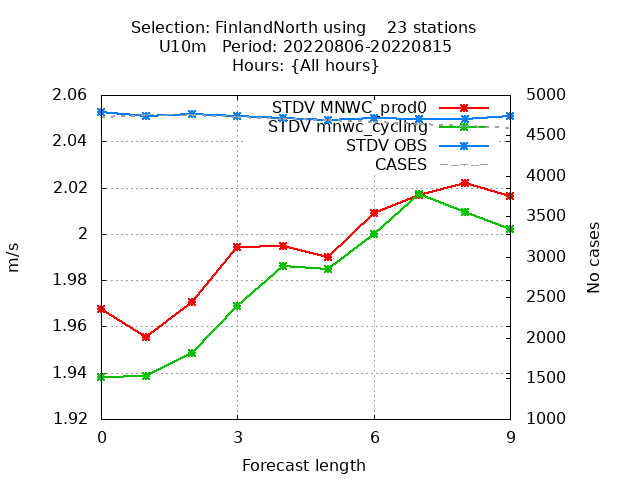 Selection: FinlandNorth using    23 stations
U10m   Period: 20220806-20220815
Hours: {All hours}
2.06
2.04
2.02
2
1.98
1.96
1.94
1.92
5000
4500
4000
3500
3000
2500
2000
1500
1000
STDV MNWC_prod0
STDV mnwc_cycling
STDV OBS
CASES
m/s
No cases
0
3
6
9
Forecast length